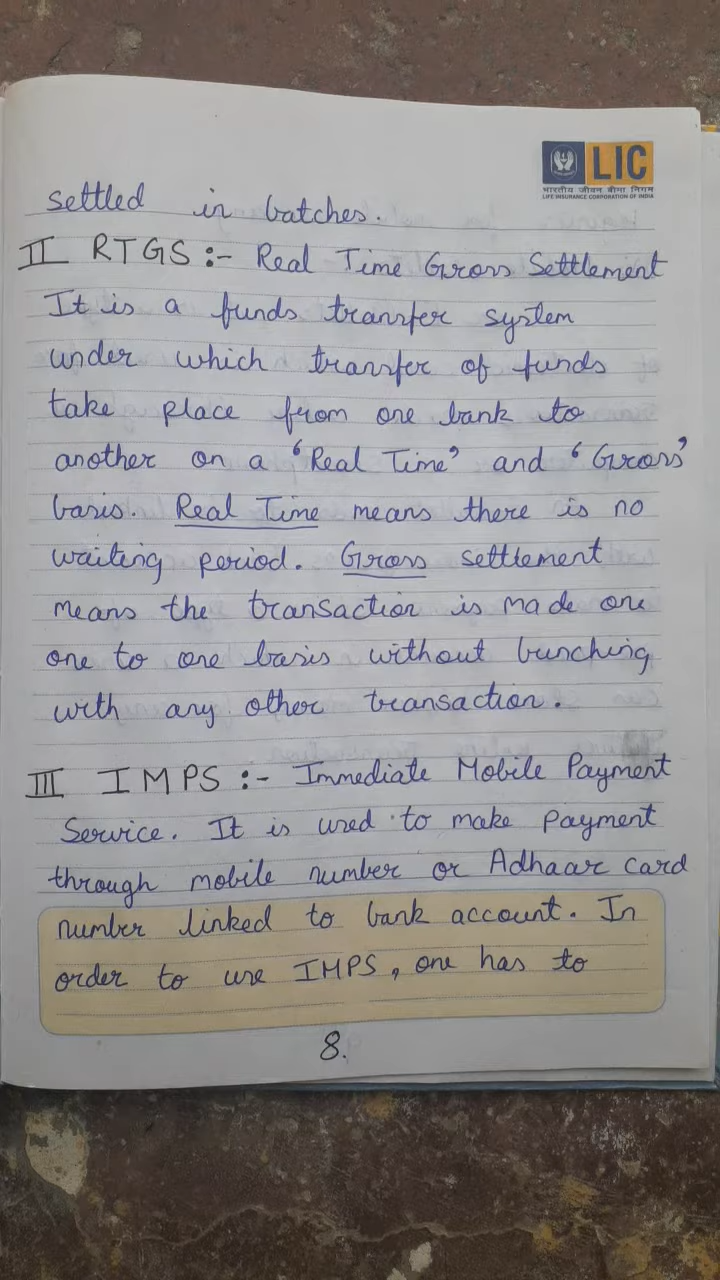 LIC
भारतीय जीवन बीमा निगम
LIFE INSURANCE CORPORATION OF INDIA
settled in batches.
II RTGS :- Real Time Gross Settlement
It is a funds transfer system
under which transfer of funds
take place from one bank to
another on a 'Real Time' and 'Gross'
basis. Real Time means there is no
waiting period. Gross settlement
means the transaction is made one
one to one basis without bunching
with any other transaction.
III IMPS :- Immediate Mobile Payment
Service. It is used to make payment
through mobile number or Adhaar card
number linked to bank account. In
order to use IMPS, one has to
8.